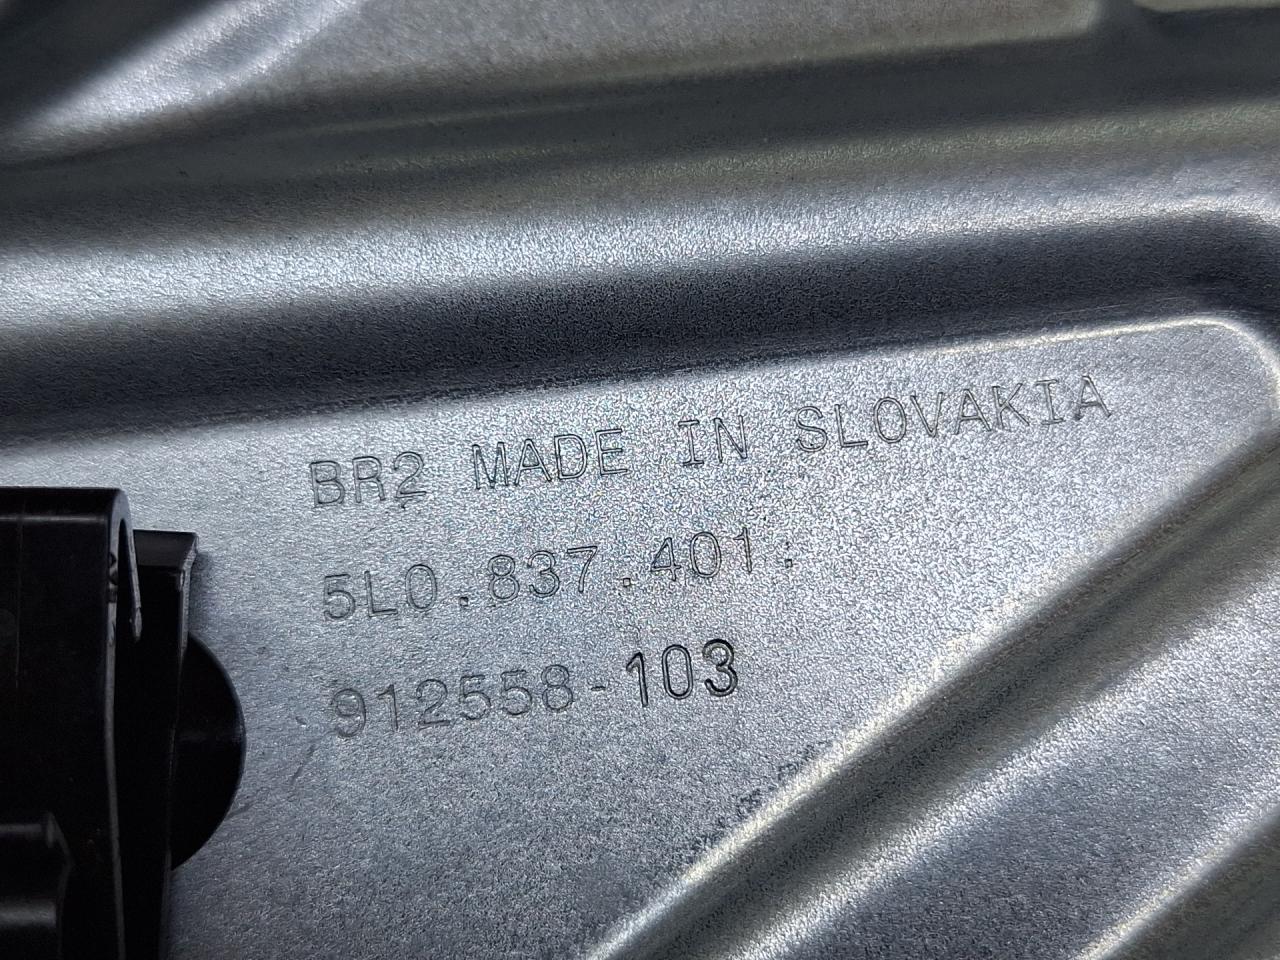 BR2 MADE IN SLOVAKIA
5L0.837.401.
912558-103